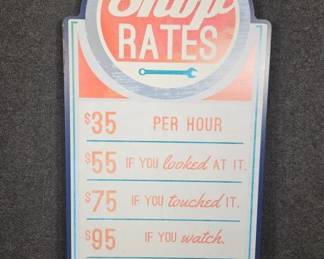 Shop
RATES
$35 PER HOUR
$55 IF YOU looked AT IT.
$75 IF YOU touched IT.
$95 IF YOU watch.